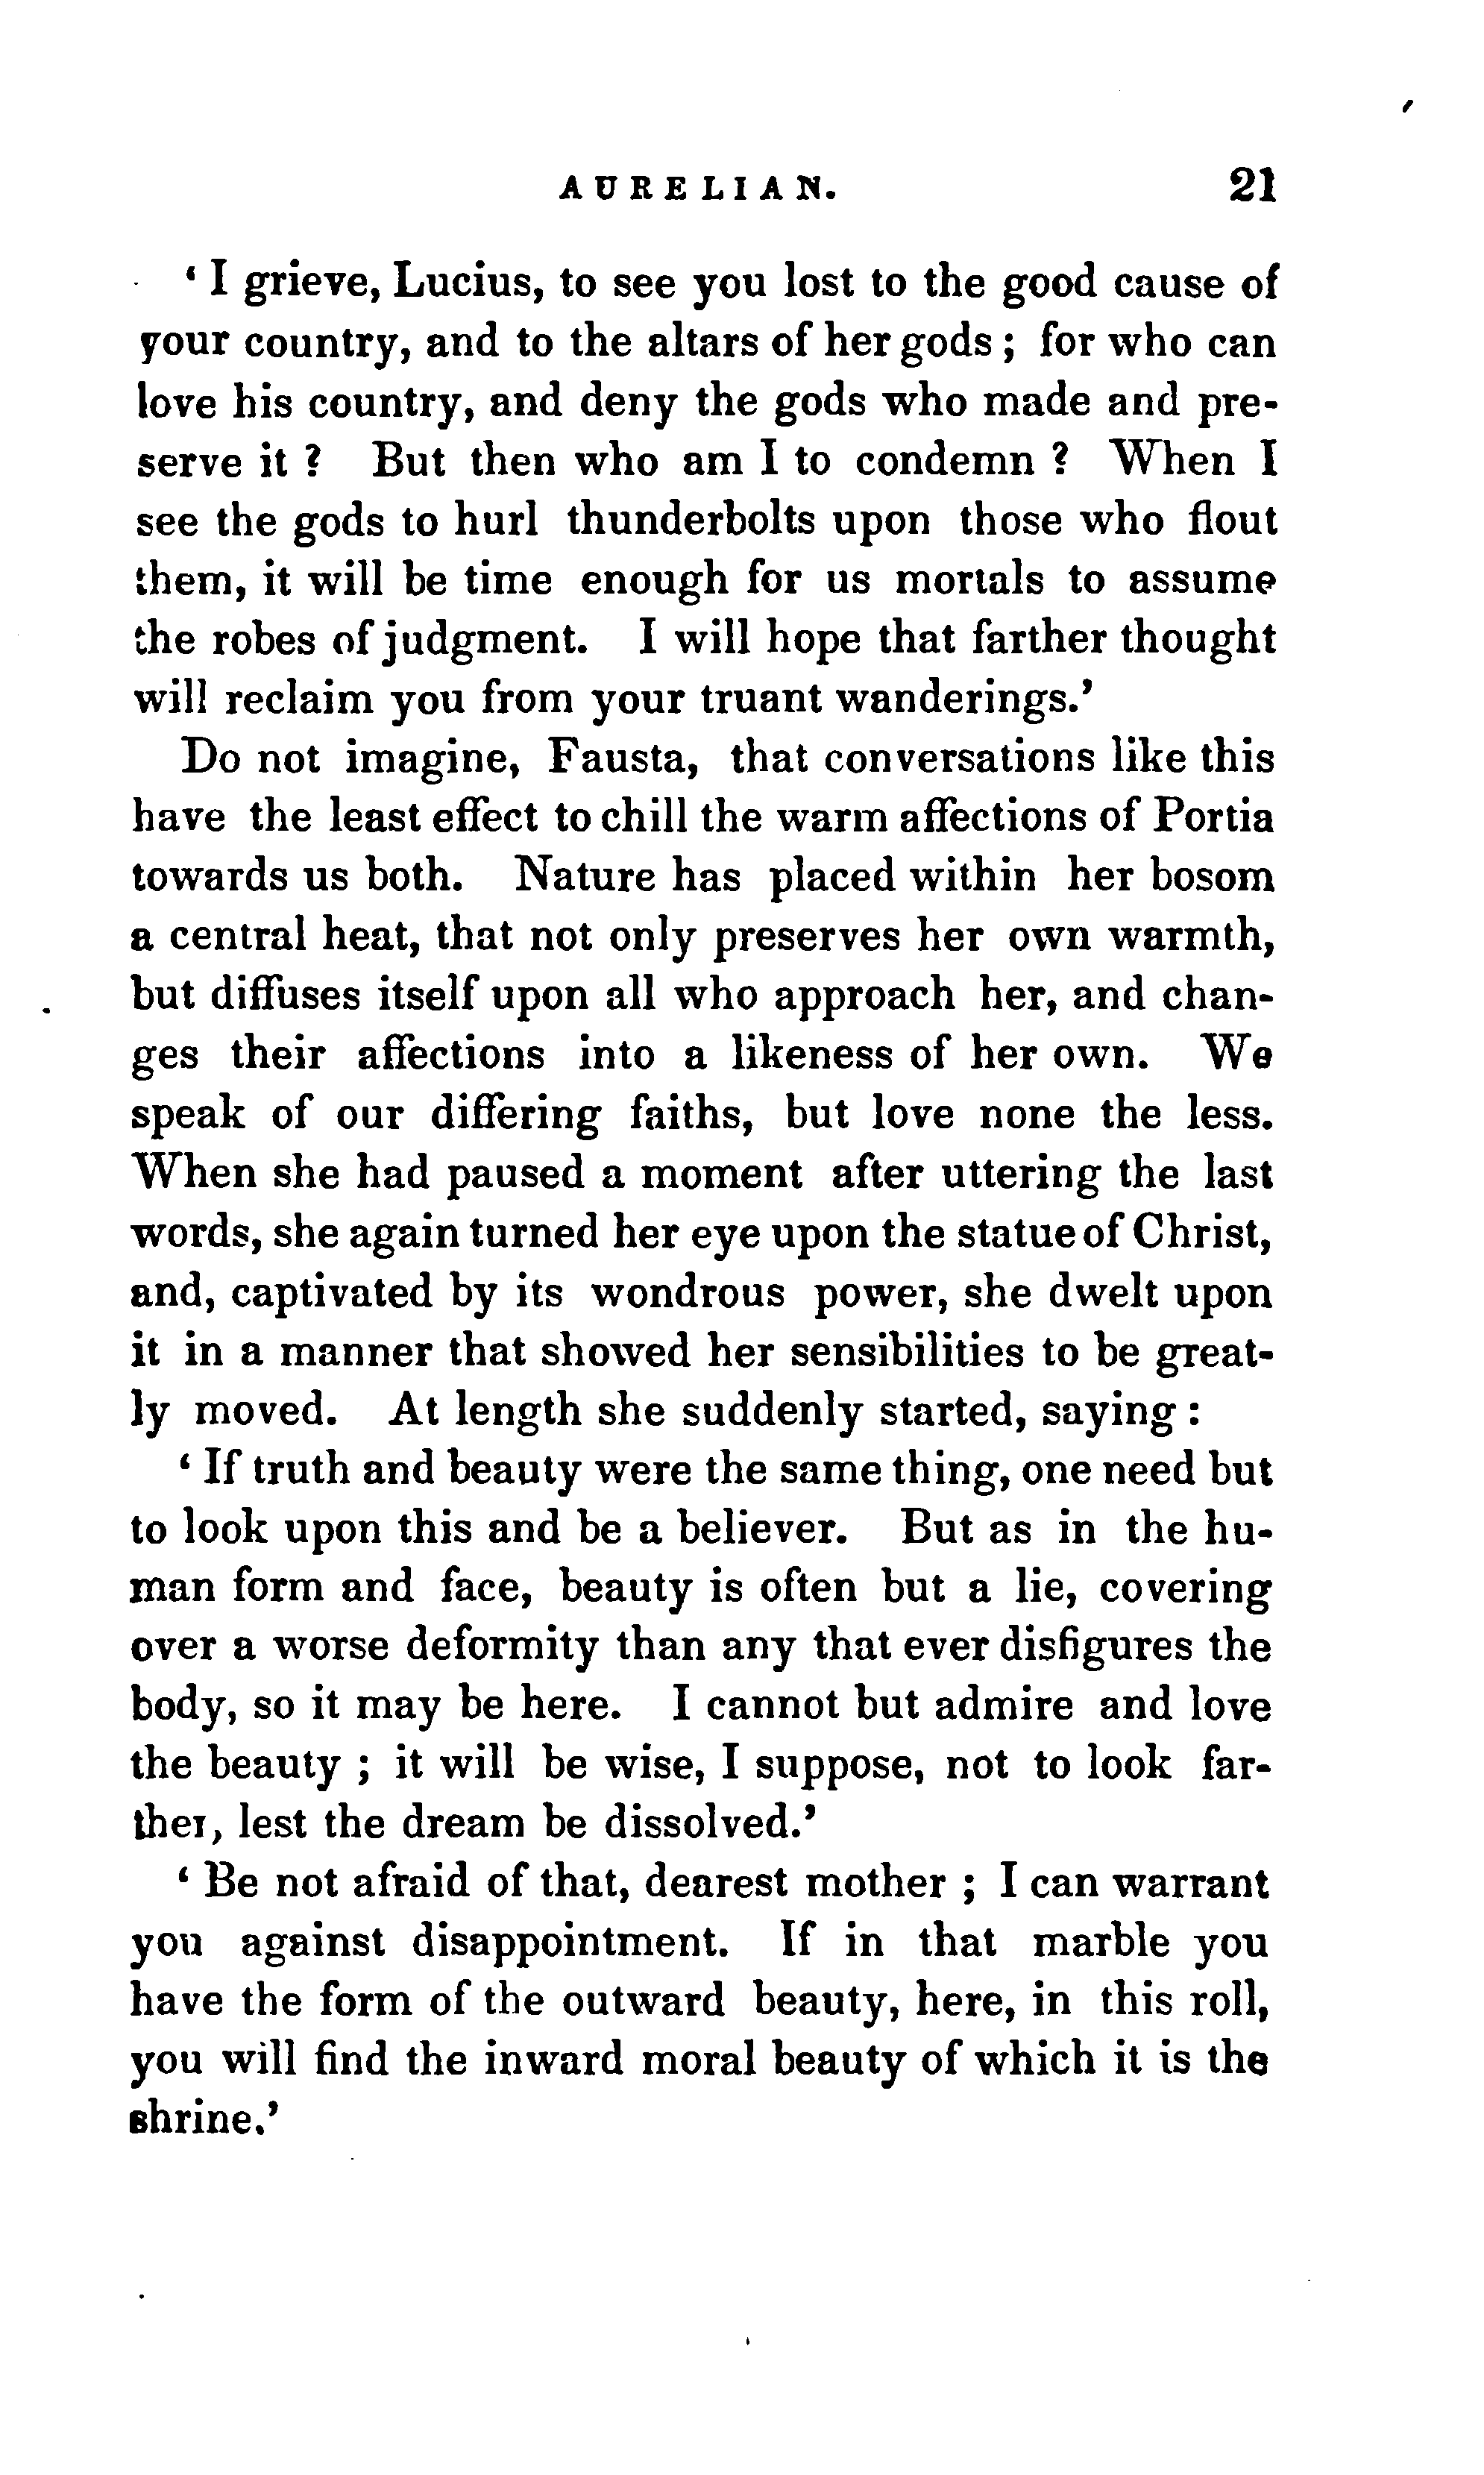 AURELIAN. 21
‘ I grieve, Lucius, to see you lost to the good cause of
your country, and to the altars of her gods ; for who can
love his country, and deny the gods who made and pre-
serve it ? But then who am I to condemn ? When I
see the gods to hurl thunderbolts upon those who flout
them, it will be time enough for us mortals to assume
the robes of judgment. I will hope that farther thought
will reclaim you from your truant wanderings.’
Do not imagine, Fausta, that conversations like this
have the least effect to chill the warm affections of Portia
towards us both. Nature has placed within her bosom
a central heat, that not only preserves her own warmth,
but diffuses itself upon all who approach her, and chan-
ges their affections into a likeness of her own. We
speak of our differing faiths, but love none the less.
When she had paused a moment after uttering the last
words, she again turned her eye upon the statue of Christ,
and, captivated by its wondrous power, she dwelt upon
it in a manner that showed her sensibilities to be great-
ly moved. At length she suddenly started, saying :
‘ If truth and beauty were the same thing, one need but
to look upon this and be a believer. But as in the hu-
man form and face, beauty is often but a lie, covering
over a worse deformity than any that ever disfigures the
body, so it may be here. I cannot but admire and love
the beauty ; it will be wise, I suppose, not to look far-
ther, lest the dream be dissolved.’
‘ Be not afraid of that, dearest mother ; I can warrant
you against disappointment. If in that marble you
have the form of the outward beauty, here, in this roll,
you will find the inward moral beauty of which it is the
shrine.’